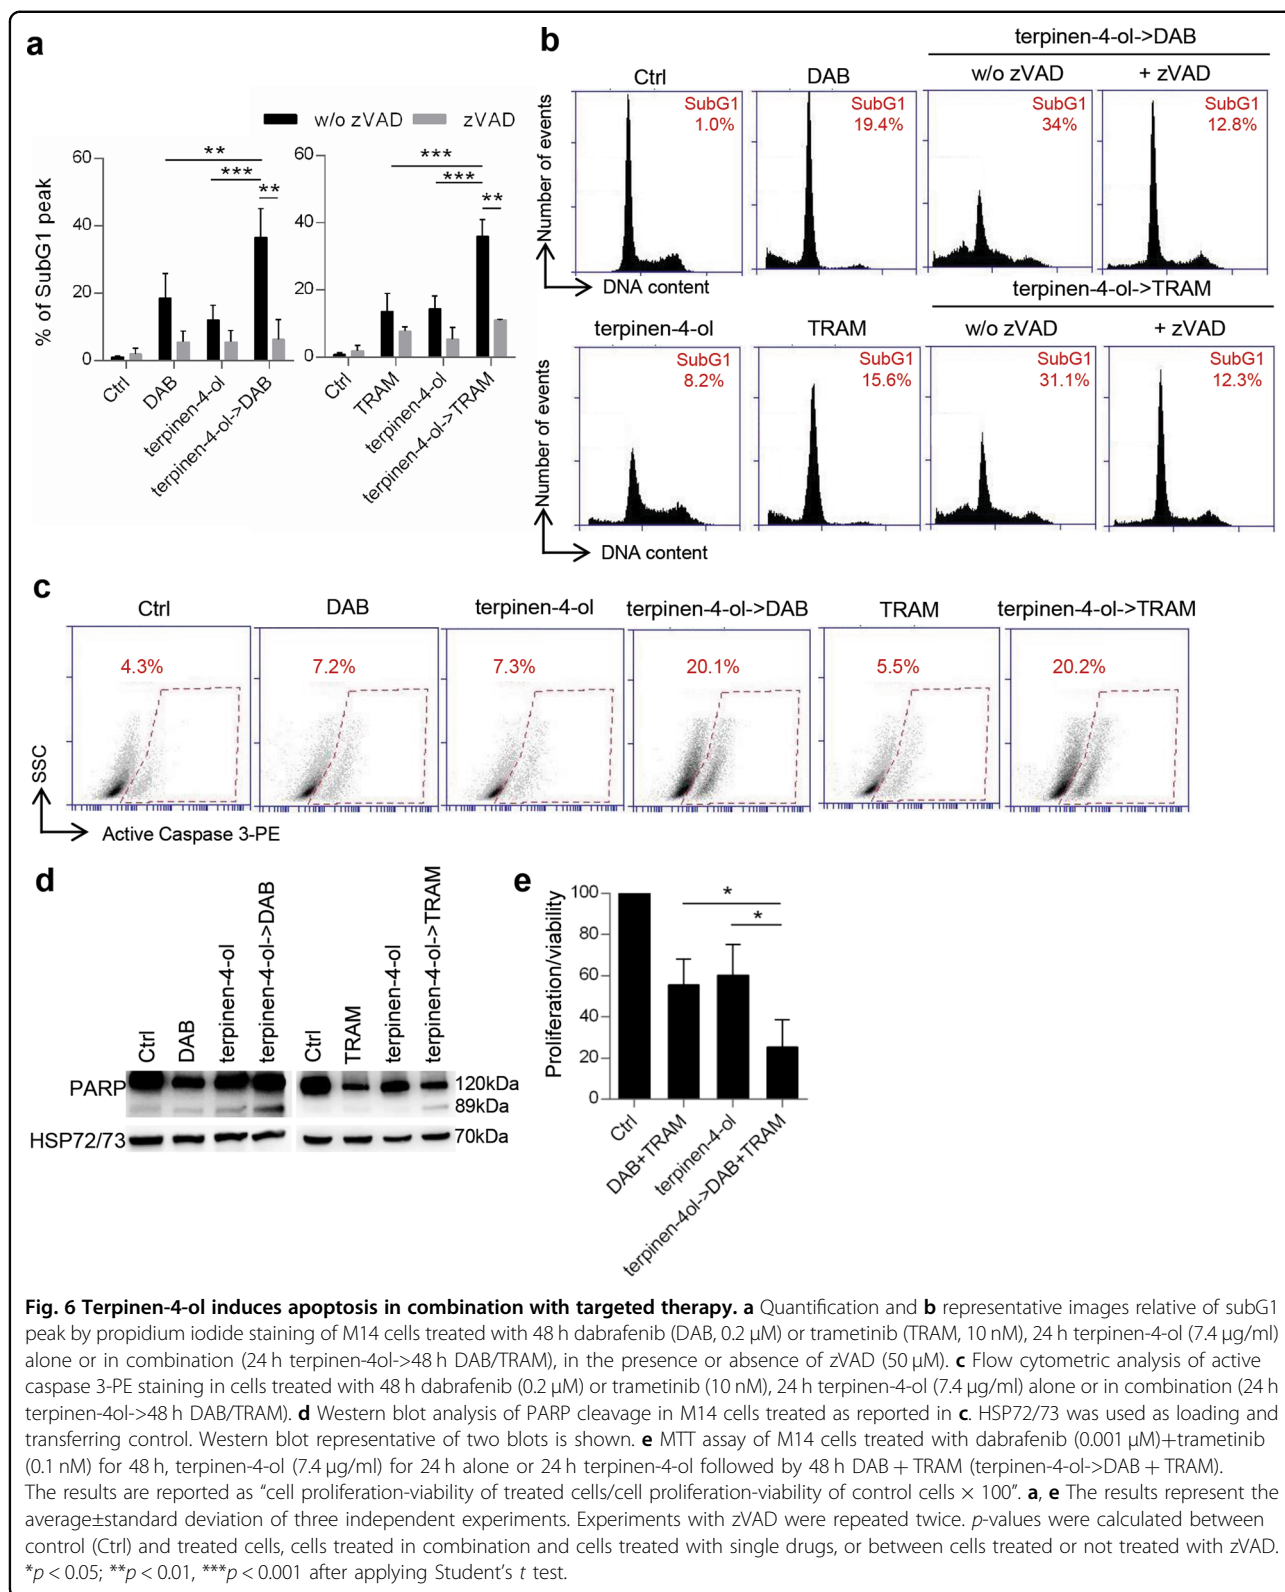 a
w/o zVAD
zVAD
% of SubG1 peak
60
40
20
0
**
***
**
Ctrl
DAB
terpinen-4-ol
terpinen-4-ol->DAB
60
40
20
0
***
***
**
Ctrl
TRAM
terpinen-4-ol
terpinen-4-ol->TRAM
b
terpinen-4-ol->DAB
Ctrl
DAB
w/o zVAD
+ zVAD
Number of events
SubG1
1.0%
SubG1
19.4%
SubG1
34%
SubG1
12.8%
DNA content
terpinen-4-ol->TRAM
terpinen-4-ol
TRAM
w/o zVAD
+ zVAD
Number of events
SubG1
8.2%
SubG1
15.6%
SubG1
31.1%
SubG1
12.3%
DNA content
c
Ctrl
DAB
terpinen-4-ol
terpinen-4-ol->DAB
TRAM
terpinen-4-ol->TRAM
4.3%
7.2%
7.3%
20.1%
5.5%
20.2%
SSC
Active Caspase 3-PE
d
Ctrl
DAB
terpinen-4-ol
terpinen-4-ol->DAB
Ctrl
TRAM
terpinen-4-ol
terpinen-4-ol->TRAM
PARP
120kDa
89kDa
HSP72/73
70kDa
e
Proliferation/viability
100
80
60
40
20
0
*
*
Ctrl
DAB+TRAM
terpinen-4-ol
terpinen-4ol->DAB+TRAM
Fig. 6 Terpinen-4-ol induces apoptosis in combination with targeted therapy. a Quantification and b representative images relative of subG1
peak by propidium iodide staining of M14 cells treated with 48 h dabrafenib (DAB, 0.2 µM) or trametinib (TRAM, 10 nM), 24 h terpinen-4-ol (7.4 µg/ml)
alone or in combination (24 h terpinen-4ol->48 h DAB/TRAM), in the presence or absence of zVAD (50 µM). c Flow cytometric analysis of active
caspase 3-PE staining in cells treated with 48 h dabrafenib (0.2 µM) or trametinib (10 nM), 24 h terpinen-4-ol (7.4 µg/ml) alone or in combination (24 h
terpinen-4ol->48 h DAB/TRAM). d Western blot analysis of PARP cleavage in M14 cells treated as reported in c. HSP72/73 was used as loading and
transferring control. Western blot representative of two blots is shown. e MTT assay of M14 cells treated with dabrafenib (0.001 µM)+trametinib
(0.1 nM) for 48 h, terpinen-4-ol (7.4 µg/ml) for 24 h alone or 24 h terpinen-4-ol followed by 48 h DAB + TRAM (terpinen-4-ol->DAB + TRAM).
The results are reported as “cell proliferation-viability of treated cells/cell proliferation-viability of control cells × 100”. a, e The results represent the
average±standard deviation of three independent experiments. Experiments with zVAD were repeated twice. p-values were calculated between
control (Ctrl) and treated cells, cells treated in combination and cells treated with single drugs, or between cells treated or not treated with zVAD.
*p < 0.05; **p < 0.01, ***p < 0.001 after applying Student’s t test.